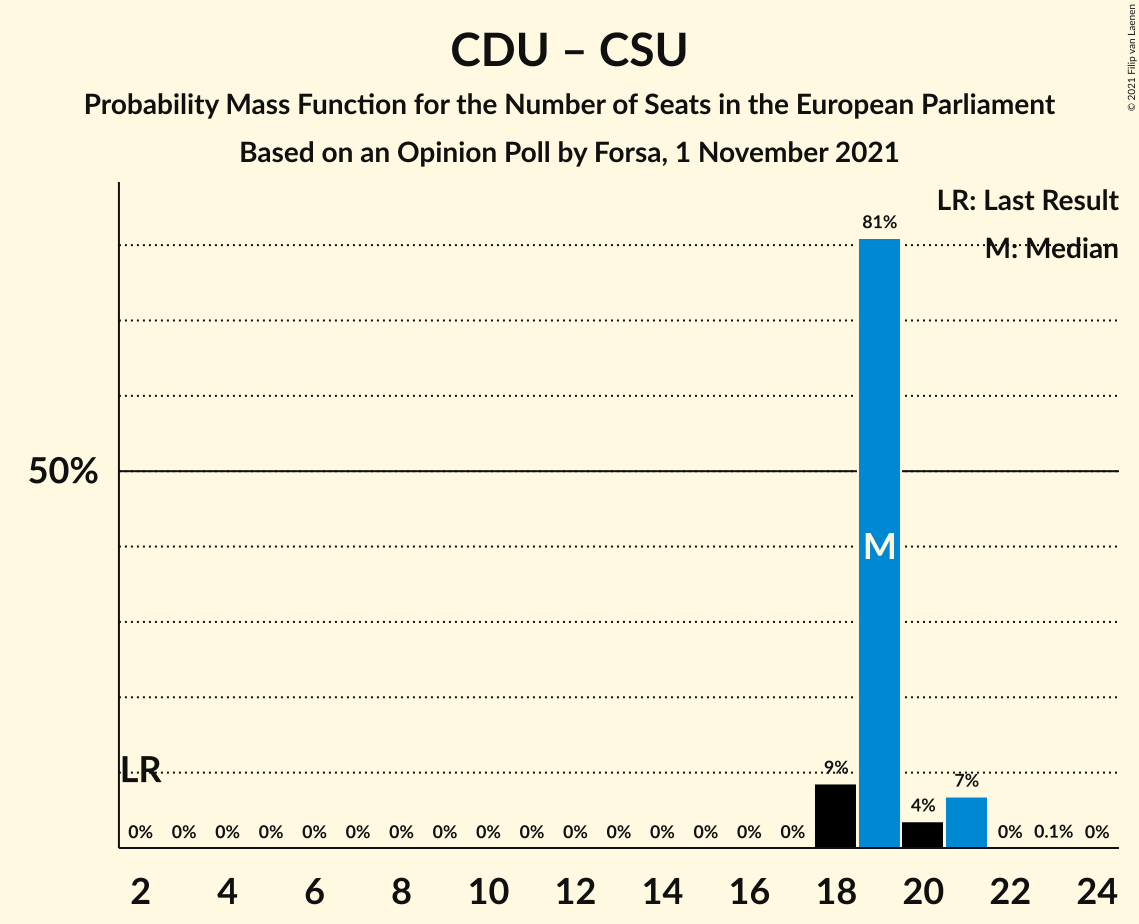 CDU – CSU
Probability Mass Function for the Number of Seats in the European Parliament
Based on an Opinion Poll by Forsa, 1 November 2021
© 2021 Filip van Laenen
LR: Last Result
M: Median
81%
50%
M
LR
9%
7%
4%
0% 0% 0% 0% 0% 0% 0% 0% 0% 0% 0% 0% 0% 0% 0% 0% 0% 0.1% 0%
2 4 6 8 10 12 14 16 18 20 22 24